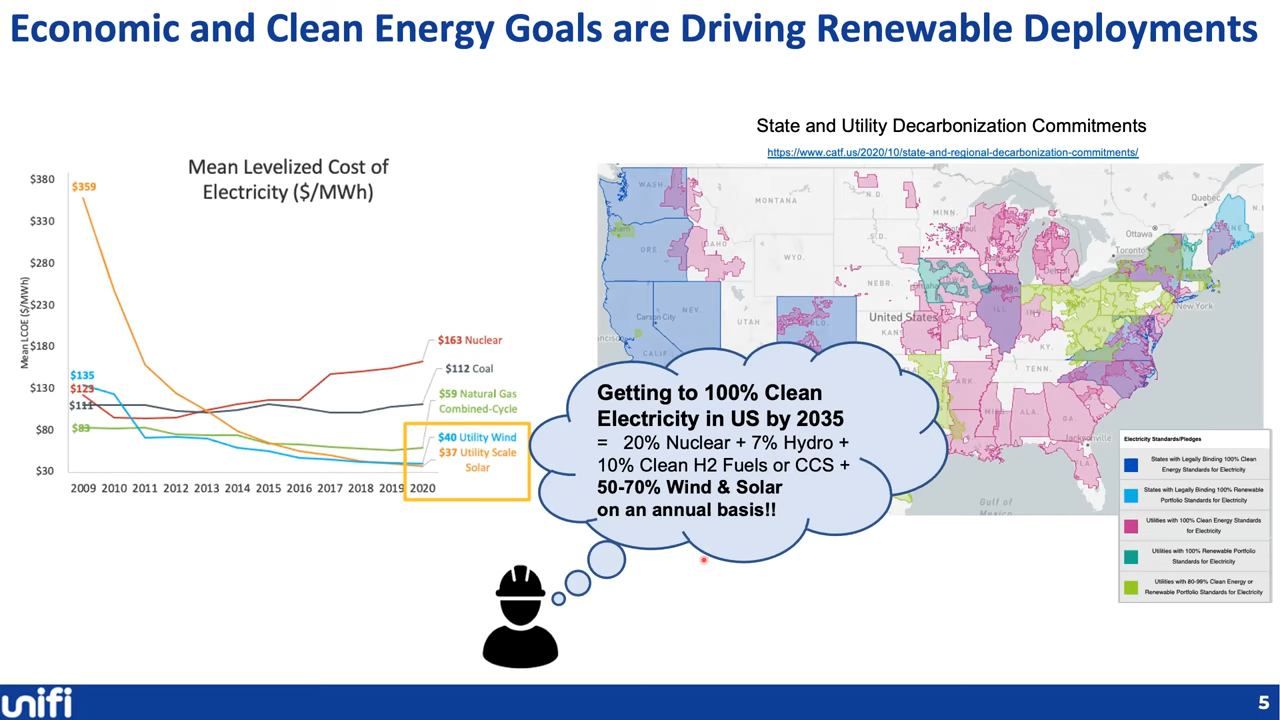 Economic and Clean Energy Goals are Driving Renewable Deployments
State and Utility Decarbonization Commitments
https://www.catf.us/2020/10/state-and-regional-decarbonization-commitments/
Mean Levelized Cost of
Electricity ($/MWh)
Mean LCOE ($/MWh)
$380
$330
$280
$230
$180
$130
$80
$30
$359
$135
$123
$111
$83
2009 2010 2011 2012 2013 2014 2015 2016 2017 2018 2019 2020
$163 Nuclear
$112 Coal
$59 Natural Gas
Combined-Cycle
$40 Utility Wind
$37 Utility Scale
Solar
WASH.
MONTANA
N.D.
MINN.
Quebec
Ottawa
Toronto
ORE.
IDAHO
WYO.
S.D.
Detroit
NEBR.
New York
Carson City
NEV.
UTAH
United States
ILL.
CALIF.
KY.
VA.
TENN.
ARK.
ALA.
GA.
Jacksonville
FLA.
Gulf of
Mexico
Getting to 100% Clean
Electricity in US by 2035
= 20% Nuclear + 7% Hydro +
10% Clean H2 Fuels or CCS +
50-70% Wind & Solar
on an annual basis!!
Electricity Standards/Pledges
States with Legally Binding 100% Clean
Energy Standards for Electricity
States with Legally Binding 100% Renewable
Portfolio Standards for Electricity
Utilities with 100% Clean Energy Standards
for Electricity
Utilities with 100% Renewable Portfolio
Standards for Electricity
Utilities with 80-99% Clean Energy or
Renewable Portfolio Standards for Electricity
unifi
5